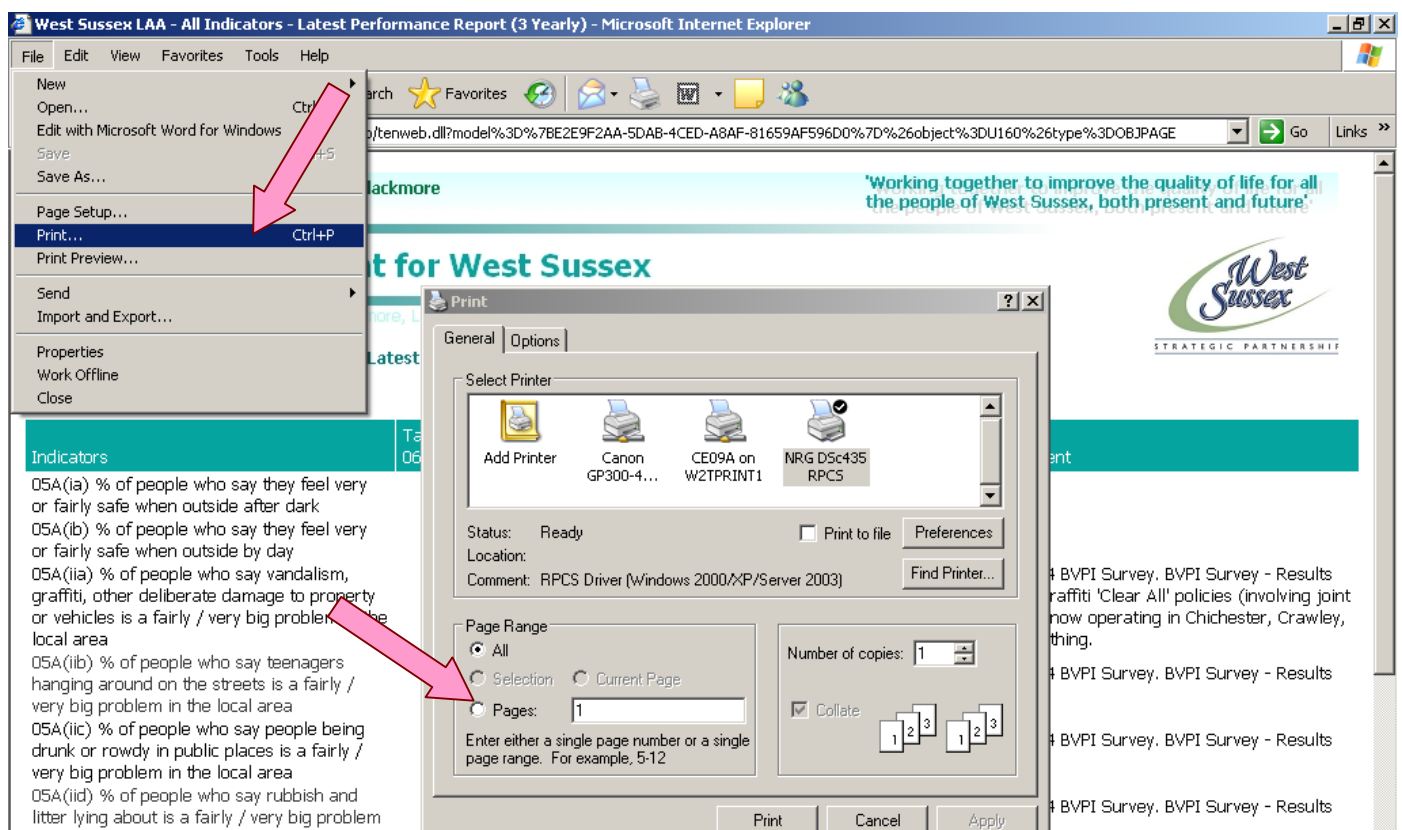 West Sussex LAA - All Indicators - Latest Performance Report (3 Yearly) - Microsoft Internet Explorer
File Edit View Favorites Tools Help
New
Open...
Edit with Microsoft Word for Windows
Save
Save As...
Page Setup...
Print... Ctrl+P
Print Preview...
Send
Import and Export...
Properties
Work Offline
Close
Favorites
/tenweb.dll?model%3D%7BE2E9F2AA-5DAB-4CED-A8AF-81659AF596D0%7D%26object%3DU160%26type%3DOBJPAGE Go Links »
lackmore
'Working together to improve the quality of life for all
the people of West Sussex, both present and future'
t for West Sussex
West
Sussex
STRATEGIC PARTNERSHIP
Latest
Print
General Options
Select Printer
Add Printer
Canon
GP300-4...
CE09A on
W2TPRINT1
NRG DSc435
RPCS
Status: Ready
Location:
Comment: RPCS Driver (Windows 2000/XP/Server 2003)
Print to file Preferences
Find Printer...
Page Range
All
Selection Current Page
Pages: 1
Enter either a single page number or a single
page range. For example, 5-12
Number of copies: 1
Collate
1 2 3 1 2 3
Print Cancel Apply
Indicators
Ta
06
ent
05A(ia) % of people who say they feel very
or fairly safe when outside after dark
05A(ib) % of people who say they feel very
or fairly safe when outside by day
05A(iia) % of people who say vandalism,
graffiti, other deliberate damage to property
or vehicles is a fairly / very big problem
local area
05A(iib) % of people who say teenagers
hanging around on the streets is a fairly /
very big problem in the local area
05A(iic) % of people who say people being
drunk or rowdy in public places is a fairly /
very big problem in the local area
05A(iid) % of people who say rubbish and
litter lying about is a fairly / very big problem
4 BVPI Survey. BVPI Survey - Results
raffiti 'Clear All' policies (involving joint
now operating in Chichester, Crawley,
thing.
4 BVPI Survey. BVPI Survey - Results
4 BVPI Survey. BVPI Survey - Results
4 BVPI Survey. BVPI Survey - Results